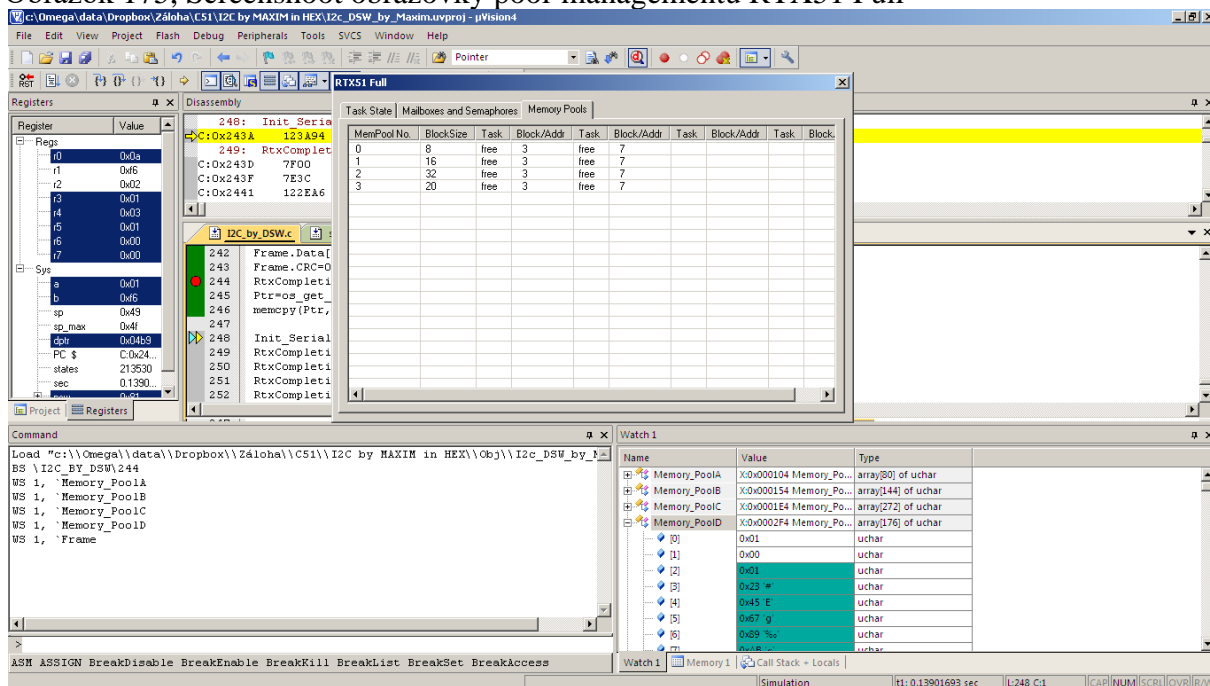 Obrázok 175, Screenshoot obrazovky pool managementu RTX51 Full
c:\Omega\data\Dropbox\Záloha\C51\I2C by MAXIM in HEX\I2c_DSW_by_Maxim.uvproj - µVision4
File Edit View Project Flash Debug Peripherals Tools SVCS Window Help
Pointer
RST
RTX51 Full
Registers
Disassembly
Task State Mailboxes and Semaphores Memory Pools
Register Value
Regs
r0 0x0a
r1 0xf6
r2 0x02
r3 0x01
r4 0x03
r5 0x01
r6 0x00
r7 0x00
Sys
a 0x01
b 0xf6
sp 0x49
sp_max 0x4f
dptr 0x04b9
PC $ C:0x24...
states 213530
sec 0.1390...
Project Registers
248: Init_Seria
C:0x243A 123A94
249: RtxComplet
C:0x243D 7F00
C:0x243F 7E3C
C:0x2441 122EA6
MemPool No. BlockSize Task Block/Addr Task Block/Addr Task Block/Addr Task Block
0 8 free 3 free 7
1 16 free 3 free 7
2 32 free 3 free 7
3 20 free 3 free 7
I2C_by_DSW.c
242 Frame.Data[
243 Frame.CRC=0
244 RtxCompleti
245 Ptr=os_get_
246 memcpy(Ptr,
247
248 Init_Serial
249 RtxCompleti
250 RtxCompleti
251 RtxCompleti
252 RtxCompleti
Command
Load "c:\\Omega\\data\\Dropbox\\Záloha\\C51\\I2C by MAXIM in HEX\\Obj\\I2c_DSW_by_M
BS \I2C_BY_DSW\244
WS 1, `Memory_PoolA
WS 1, `Memory_PoolB
WS 1, `Memory_PoolC
WS 1, `Memory_PoolD
WS 1, `Frame
>
ASM ASSIGN BreakDisable BreakEnable BreakKill BreakList BreakSet BreakAccess
Watch 1
Name Value Type
Memory_PoolA X:0x000104 Memory_Po... array[80] of uchar
Memory_PoolB X:0x000154 Memory_Po... array[144] of uchar
Memory_PoolC X:0x0001E4 Memory_Po... array[272] of uchar
Memory_PoolD X:0x0002F4 Memory_Po... array[176] of uchar
[0] 0x01 uchar
[1] 0x00 uchar
[2] 0x01 uchar
[3] 0x23 '#' uchar
[4] 0x45 'E' uchar
[5] 0x67 'g' uchar
[6] 0x89 '‰' uchar
Watch 1 Memory 1 Call Stack + Locals
Simulation t1: 0.13901693 sec L:248 C:1 CAP NUM SCRL OVR R/W